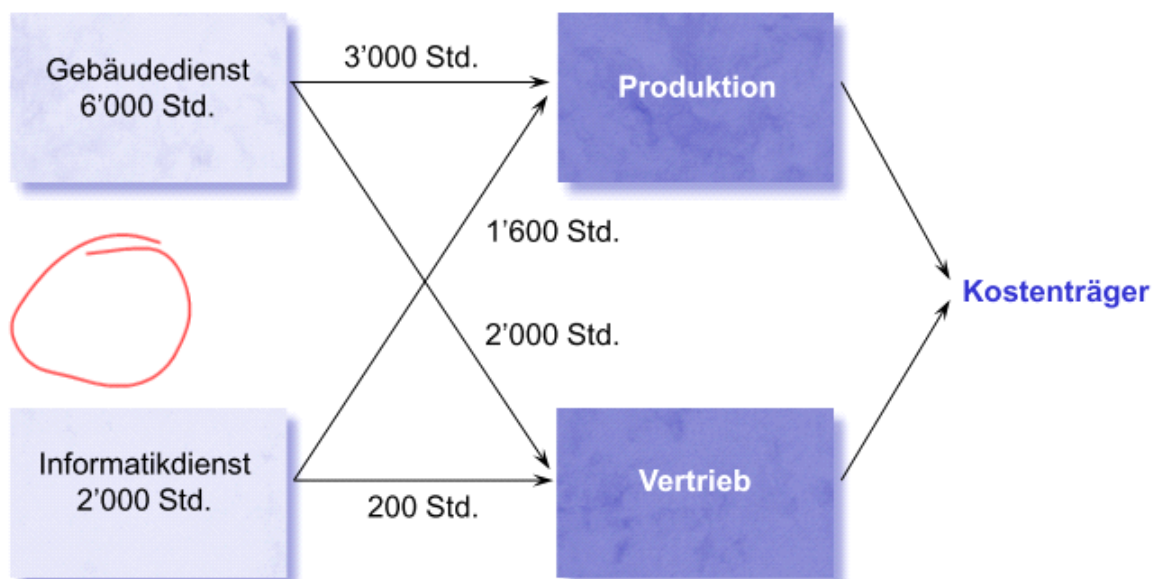 Gebäudedienst
6’000 Std.
3’000 Std.
Produktion
1’600 Std.
Kostenträger
2’000 Std.
Informatikdienst
2’000 Std.
200 Std.
Vertrieb